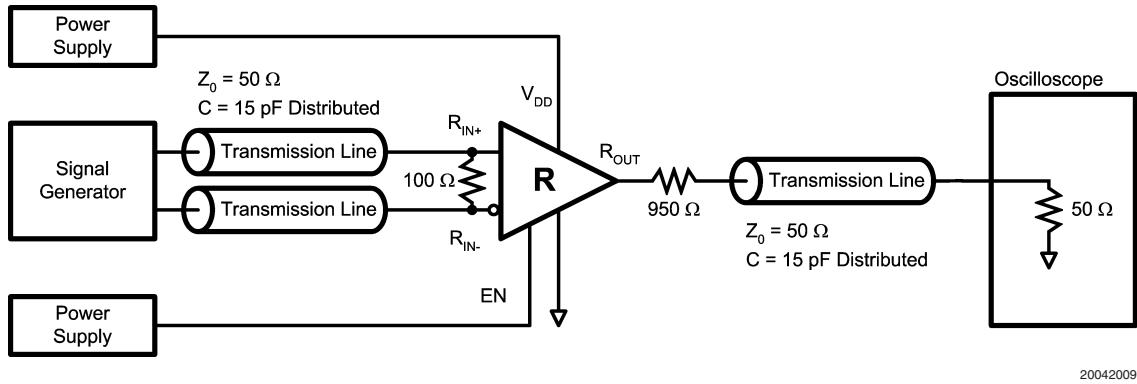 Power
Supply
Z0 = 50 Ω
C = 15 pF Distributed
VDD
Oscilloscope
Signal
Generator
Transmission Line
Transmission Line
RIN+
100 Ω
RIN-
R
ROUT
950 Ω
Transmission Line
Z0 = 50 Ω
C = 15 pF Distributed
50 Ω
EN
Power
Supply
20042009